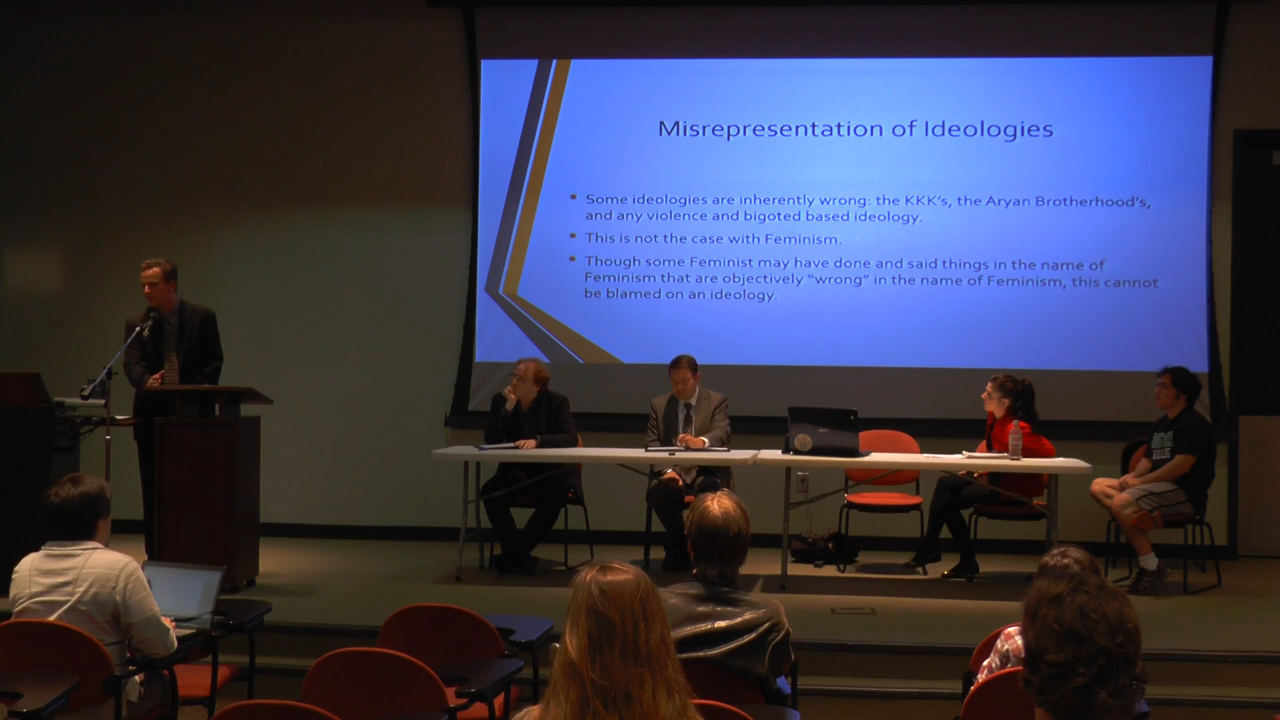 Misrepresentation of Ideologies
• Some ideologies are inherently wrong: the KKK's, the Aryan Brotherhood's,
and any violence and bigoted based ideology.
• This is not the case with Feminism.
• Though some Feminist may have done and said things in the name of
Feminism that are objectively "wrong" in the name of Feminism, this cannot
be blamed on an ideology.